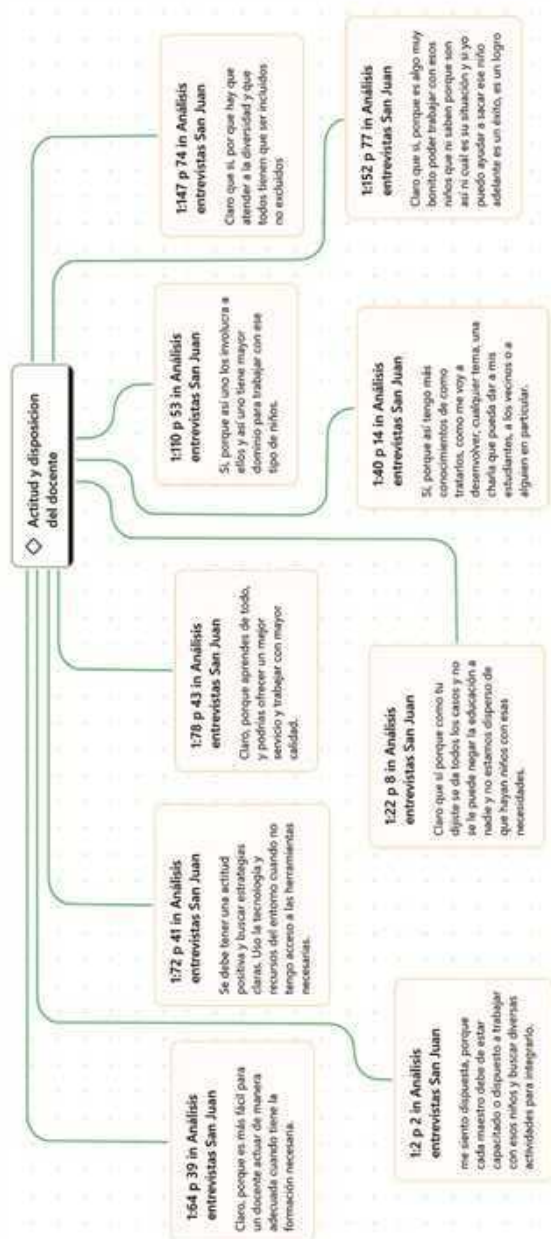 Actitud y disposicion
del docente
1:64 p 39 in Análisis
entrevistas San Juan
Claro, porque es más fácil para
un docente actuar de manera
adecuada cuando tiene la
formación necesaria.
1:72 p 41 in Análisis
entrevistas San Juan
Se debe tener una actitud
positiva y buscar estrategias
claras. Uso la tecnología y
recursos del entorno cuando no
tengo acceso a las herramientas
necesarias.
1:78 p 43 in Análisis
entrevistas San Juan
Claro, porque aprendes de todo,
y podrías ofrecer un mejor
servicio y trabajar con mayor
calidad.
1:110 p 53 in Análisis
entrevistas San Juan
Sí, porque así uno los involucra a
ellos y así uno tiene mayor
dominio para trabajar con ese
tipo de niños.
1:147 p 74 in Análisis
entrevistas San Juan
Claro que si, por que hay que
atender a la diversidad y que
todos tienen que ser incluidos
no excluidos
1:2 p 2 in Análisis
entrevistas San Juan
me siento dispuesta, porque
cada maestro debe de estar
capacitado o dispuesto a trabajar
con esos niños y buscar diversas
actividades para integrarlo.
1:22 p 8 in Análisis
entrevistas San Juan
Claro que sí porque como tu
dijiste se da todos los casos y no
se le puede negar la educación a
nadie y no estamos disperso de
que hayan niños con esas
necesidades.
1:40 p 14 in Análisis
entrevistas San Juan
Sí, porque así tengo más
conocimientos de como
tratarlos, como me voy a
desenvolver, cualquier tema, una
charla que pueda dar a mis
estudiantes, a los vecinos o a
alguien en particular.
1:152 p 77 in Análisis
entrevistas San Juan
Claro que si, porque es algo muy
bonito poder trabajar con esos
niños que ni saben porque son
así ni cuál es su situación y si yo
puedo ayudar a sacar ese niño
adelante es un éxito, es un logro